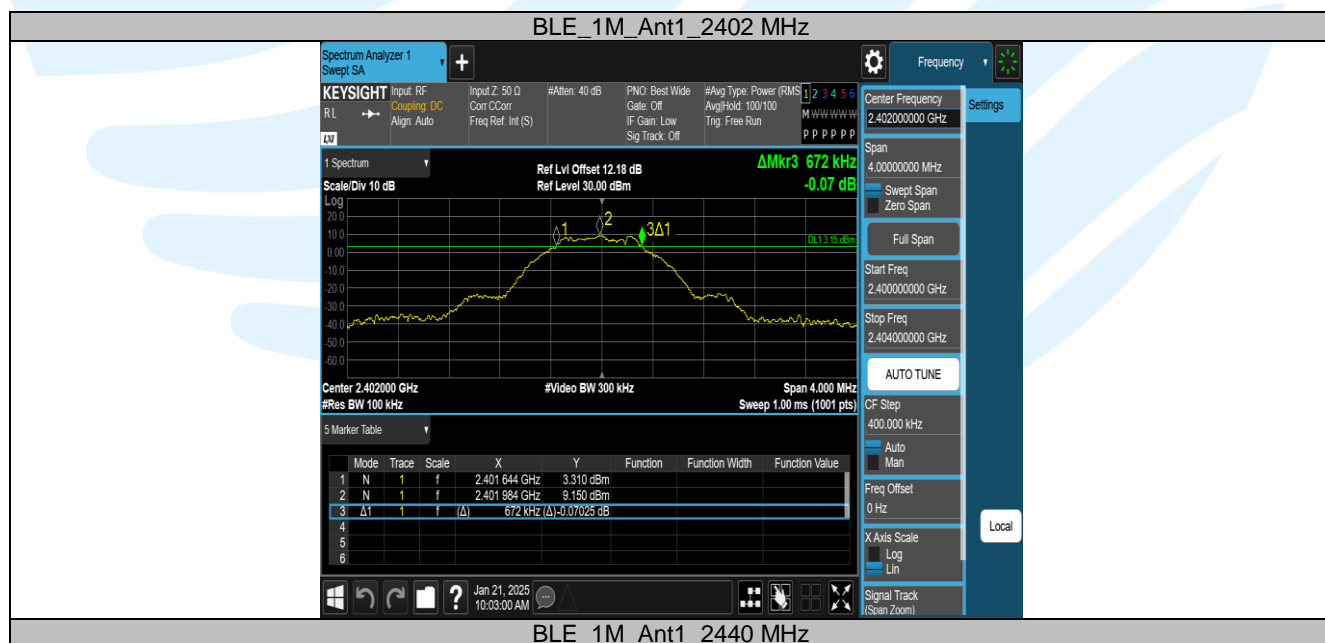 BLE_1M_Ant1_2402 MHz
Spectrum Analyzer 1
Swept SA
+
Frequency
KEYSIGHT
RL
LXI
Input: RF
Coupling: DC
Align: Auto
Input Z: 50 Ω
Corr CCorr
Freq Ref: Int (S)
#Atten: 40 dB
PNO: Best Wide
Gate: Off
IF Gain: Low
Sig Track: Off
#Avg Type: Power (RMS
Avg|Hold: 100/100
Trig: Free Run
1 2 3 4 5 6
M W W W W W
P P P P P P
Center Frequency
2.402000000 GHz
Settings
Span
4.00000000 MHz
Swept Span
Zero Span
Full Span
Start Freq
2.400000000 GHz
Stop Freq
2.404000000 GHz
AUTO TUNE
CF Step
400.000 kHz
Auto
Man
Freq Offset
0 Hz
X Axis Scale
Log
Lin
Local
Signal Track
(Span Zoom)
1 Spectrum
Scale/Div 10 dB
Log
Ref Lvl Offset 12.18 dB
Ref Level 30.00 dBm
ΔMkr3 672 kHz
-0.07 dB
20.0
10.0
0.00
-10.0
-20.0
-30.0
-40.0
-50.0
-60.0
1
2
3Δ1
DL1 3.15 dBm
Center 2.402000 GHz
#Video BW 300 kHz
Span 4.000 MHz
#Res BW 100 kHz
Sweep 1.00 ms (1001 pts)
5 Marker Table
Mode Trace Scale X Y Function Function Width Function Value
1 N 1 f 2.401 644 GHz 3.310 dBm
2 N 1 f 2.401 984 GHz 9.150 dBm
3 Δ1 1 f (Δ) 672 kHz (Δ)-0.07025 dB
4
5
6
?
Jan 21, 2025
10:03:00 AM
BLE_1M_Ant1_2440 MHz